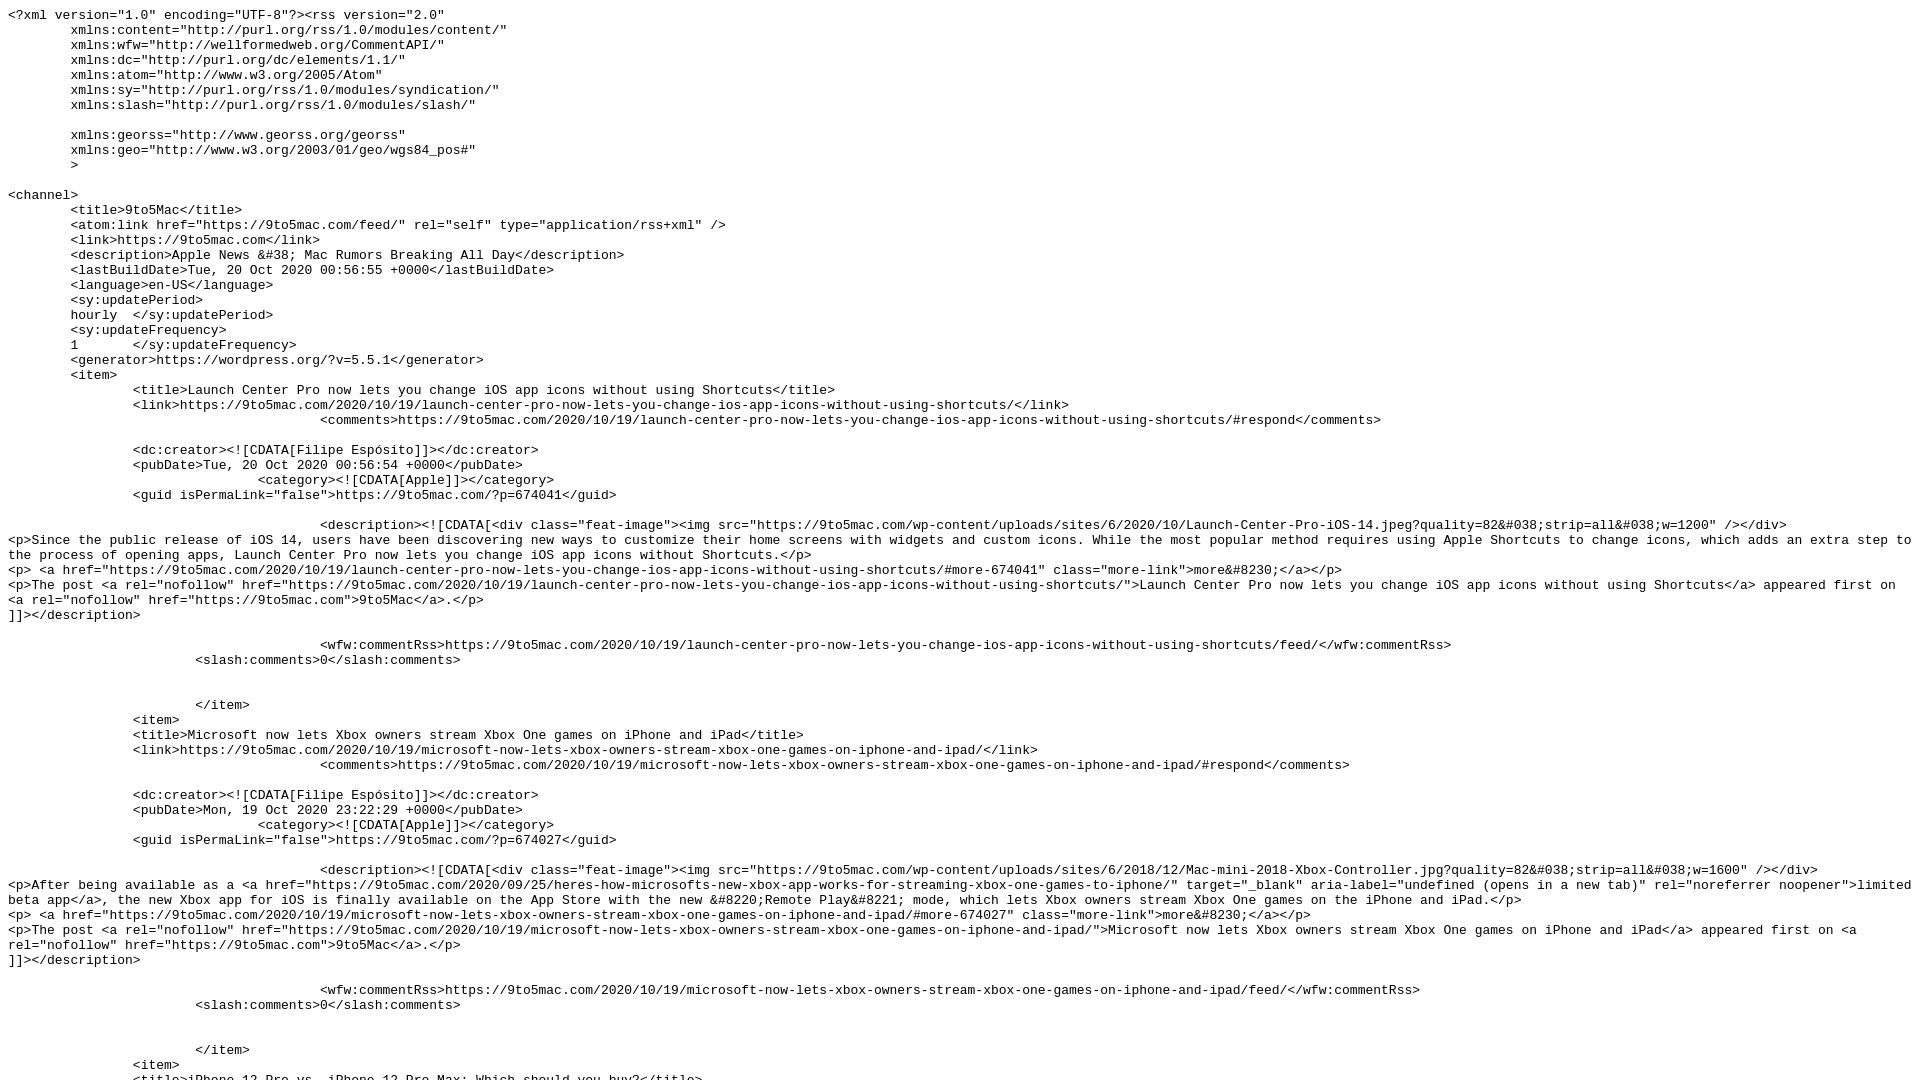 <?xml version="1.0" encoding="UTF-8"?><rss version="2.0"
xmlns:content="http://purl.org/rss/1.0/modules/content/"
xmlns:wfw="http://wellformedweb.org/CommentAPI/"
xmlns:dc="http://purl.org/dc/elements/1.1/"
xmlns:atom="http://www.w3.org/2005/Atom"
xmlns:sy="http://purl.org/rss/1.0/modules/syndication/"
xmlns:slash="http://purl.org/rss/1.0/modules/slash/"
xmlns:georss="http://www.georss.org/georss"
xmlns:geo="http://www.w3.org/2003/01/geo/wgs84_pos#"
>
<channel>
<title>9to5Mac</title>
<atom:link href="https://9to5mac.com/feed/" rel="self" type="application/rss+xml" />
<link>https://9to5mac.com</link>
<description>Apple News &#38; Mac Rumors Breaking All Day</description>
<lastBuildDate>Tue, 20 Oct 2020 00:56:55 +0000</lastBuildDate>
<language>en-US</language>
<sy:updatePeriod>
hourly	</sy:updatePeriod>
<sy:updateFrequency>
1	</sy:updateFrequency>
<generator>https://wordpress.org/?v=5.5.1</generator>
<item>
<title>Launch Center Pro now lets you change iOS app icons without using Shortcuts</title>
<link>https://9to5mac.com/2020/10/19/launch-center-pro-now-lets-you-change-ios-app-icons-without-using-shortcuts/</link>
<comments>https://9to5mac.com/2020/10/19/launch-center-pro-now-lets-you-change-ios-app-icons-without-using-shortcuts/#respond</comments>
<dc:creator><![CDATA[Filipe Espósito]]></dc:creator>
<pubDate>Tue, 20 Oct 2020 00:56:54 +0000</pubDate>
<category><![CDATA[Apple]]></category>
<guid isPermaLink="false">https://9to5mac.com/?p=674041</guid>
<description><![CDATA[<div class="feat-image"><img src="https://9to5mac.com/wp-content/uploads/sites/6/2020/10/Launch-Center-Pro-iOS-14.jpeg?quality=82&#038;strip=all&#038;w=1200" /></div>
<p>Since the public release of iOS 14, users have been discovering new ways to customize their home screens with widgets and custom icons. While the most popular method requires using Apple Shortcuts to change icons, which adds an extra step to
the process of opening apps, Launch Center Pro now lets you change iOS app icons without Shortcuts.</p>
<p> <a href="https://9to5mac.com/2020/10/19/launch-center-pro-now-lets-you-change-ios-app-icons-without-using-shortcuts/#more-674041" class="more-link">more&#8230;</a></p>
<p>The post <a rel="nofollow" href="https://9to5mac.com/2020/10/19/launch-center-pro-now-lets-you-change-ios-app-icons-without-using-shortcuts/">Launch Center Pro now lets you change iOS app icons without using Shortcuts</a> appeared first on
<a rel="nofollow" href="https://9to5mac.com">9to5Mac</a>.</p>
]]></description>
<wfw:commentRss>https://9to5mac.com/2020/10/19/launch-center-pro-now-lets-you-change-ios-app-icons-without-using-shortcuts/feed/</wfw:commentRss>
<slash:comments>0</slash:comments>
</item>
<item>
<title>Microsoft now lets Xbox owners stream Xbox One games on iPhone and iPad</title>
<link>https://9to5mac.com/2020/10/19/microsoft-now-lets-xbox-owners-stream-xbox-one-games-on-iphone-and-ipad/</link>
<comments>https://9to5mac.com/2020/10/19/microsoft-now-lets-xbox-owners-stream-xbox-one-games-on-iphone-and-ipad/#respond</comments>
<dc:creator><![CDATA[Filipe Espósito]]></dc:creator>
<pubDate>Mon, 19 Oct 2020 23:22:29 +0000</pubDate>
<category><![CDATA[Apple]]></category>
<guid isPermaLink="false">https://9to5mac.com/?p=674027</guid>
<description><![CDATA[<div class="feat-image"><img src="https://9to5mac.com/wp-content/uploads/sites/6/2018/12/Mac-mini-2018-Xbox-Controller.jpg?quality=82&#038;strip=all&#038;w=1600" /></div>
<p>After being available as a <a href="https://9to5mac.com/2020/09/25/heres-how-microsofts-new-xbox-app-works-for-streaming-xbox-one-games-to-iphone/" target="_blank" aria-label="undefined (opens in a new tab)" rel="noreferrer noopener">limited
beta app</a>, the new Xbox app for iOS is finally available on the App Store with the new &#8220;Remote Play&#8221; mode, which lets Xbox owners stream Xbox One games on the iPhone and iPad.</p>
<p> <a href="https://9to5mac.com/2020/10/19/microsoft-now-lets-xbox-owners-stream-xbox-one-games-on-iphone-and-ipad/#more-674027" class="more-link">more&#8230;</a></p>
<p>The post <a rel="nofollow" href="https://9to5mac.com/2020/10/19/microsoft-now-lets-xbox-owners-stream-xbox-one-games-on-iphone-and-ipad/">Microsoft now lets Xbox owners stream Xbox One games on iPhone and iPad</a> appeared first on <a
rel="nofollow" href="https://9to5mac.com">9to5Mac</a>.</p>
]]></description>
<wfw:commentRss>https://9to5mac.com/2020/10/19/microsoft-now-lets-xbox-owners-stream-xbox-one-games-on-iphone-and-ipad/feed/</wfw:commentRss>
<slash:comments>0</slash:comments>
</item>
<item>
<title>iPhone 12 Pro vs. iPhone 12 Pro Max: Which should you buy?</title>